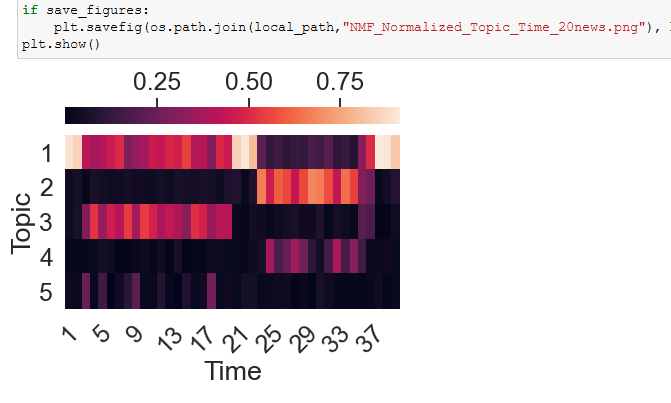 if save_figures:
plt.savefig(os.path.join(local_path,"NMF_Normalized_Topic_Time_20news.png"),
plt.show()
0.25 0.50 0.75
1
2
3
4
5
Topic
1 5 9 13 17 21 25 29 33 37
Time